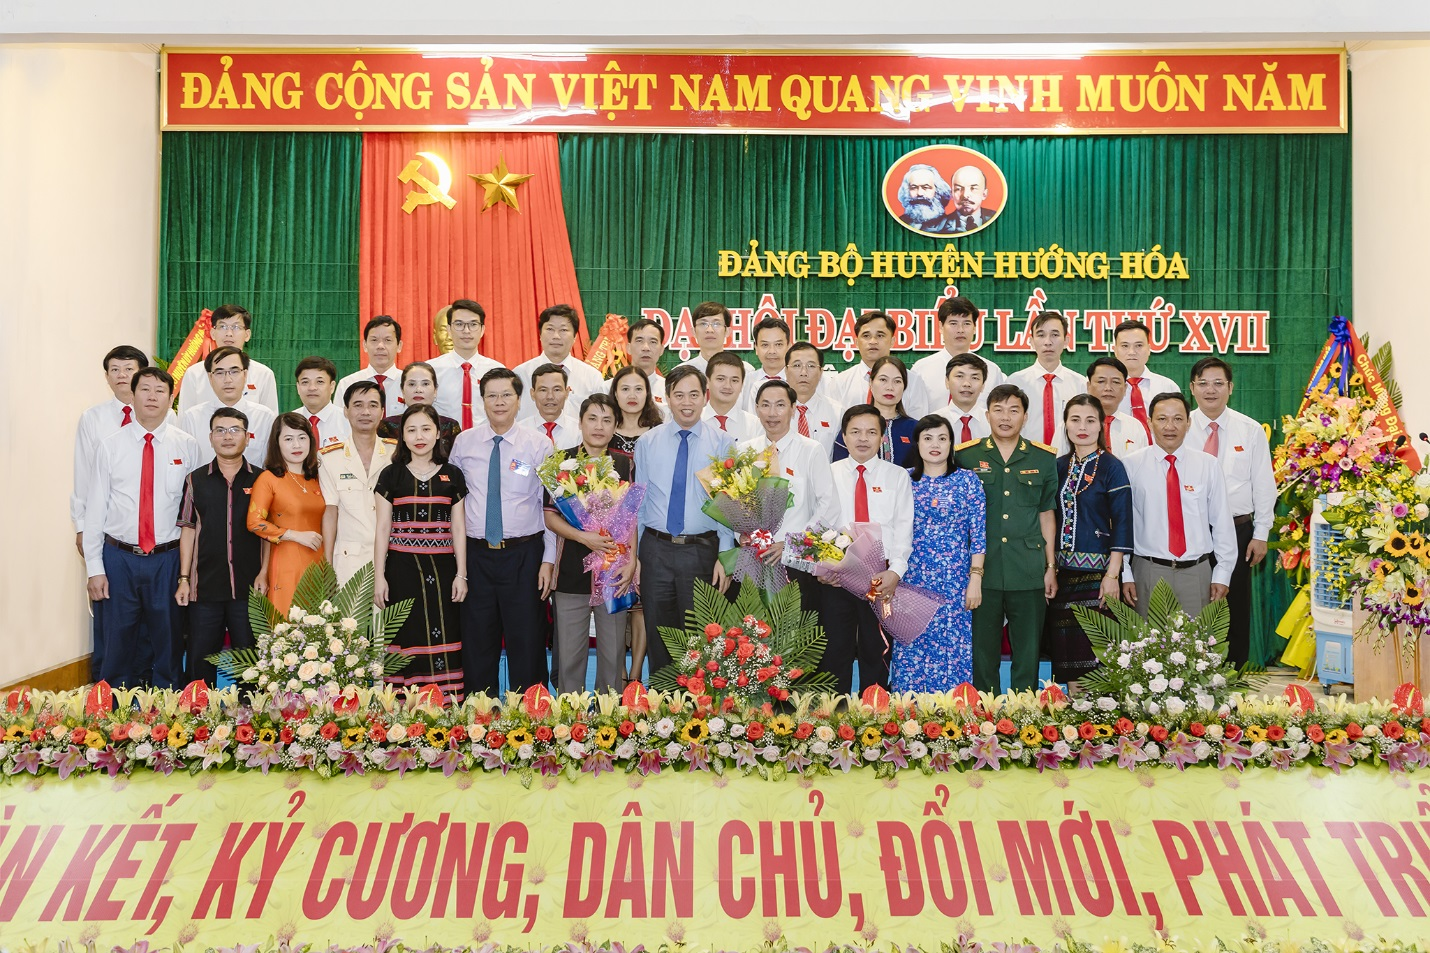 ĐẢNG CỘNG SẢN VIỆT NAM QUANG VINH MUÔN NĂM
ĐẢNG BỘ HUYỆN HƯỚNG HÓA
ĐẠI HỘI ĐẠI BIỂU LẦN THỨ XVII
KẾT, KỶ CƯƠNG, DÂN CHỦ, ĐỔI MỚI, PHÁT TRIỂ